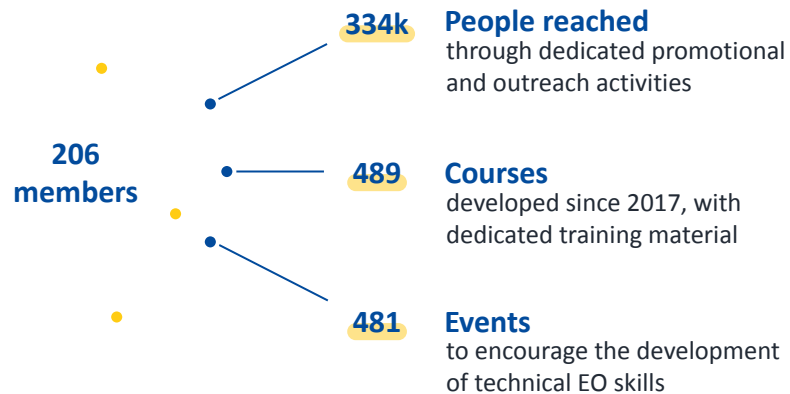 206
members
334k
People reached
through dedicated promotional
and outreach activities
489
Courses
developed since 2017, with
dedicated training material
481
Events
to encourage the development
of technical EO skills